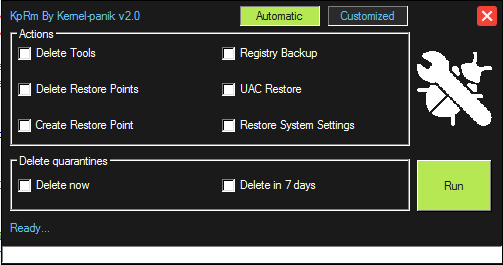 KpRm By Kernel-panik v2.0
Automatic
Customized
Actions
Delete Tools
Registry Backup
Delete Restore Points
UAC Restore
Create Restore Point
Restore System Settings
Delete quarantines
Delete now
Delete in 7 days
Run
Ready...